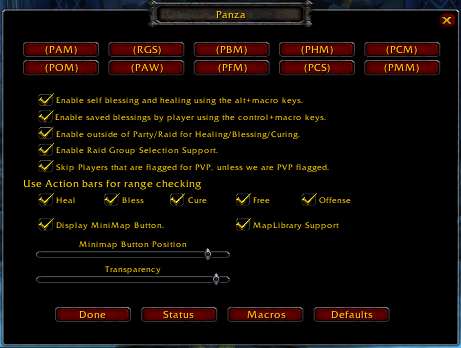 Panza
(PAM) (RGS) (PBM) (PHM) (PCM)
(POM) (PAW) (PFM) (PCS) (PMM)
Enable self blessing and healing using the alt+macro keys.
Enable saved blessings by player using the control+macro keys.
Enable outside of Party/Raid for Healing/Blessing/Curing.
Enable Raid Group Selection Support.
Skip Players that are flagged for PVP, unless we are PVP flagged.
Use Action bars for range checking
Heal Bless Cure Free Offense
Display MiniMap Button. MapLibrary Support
Minimap Button Position
Transparency
Done Status Macros Defaults